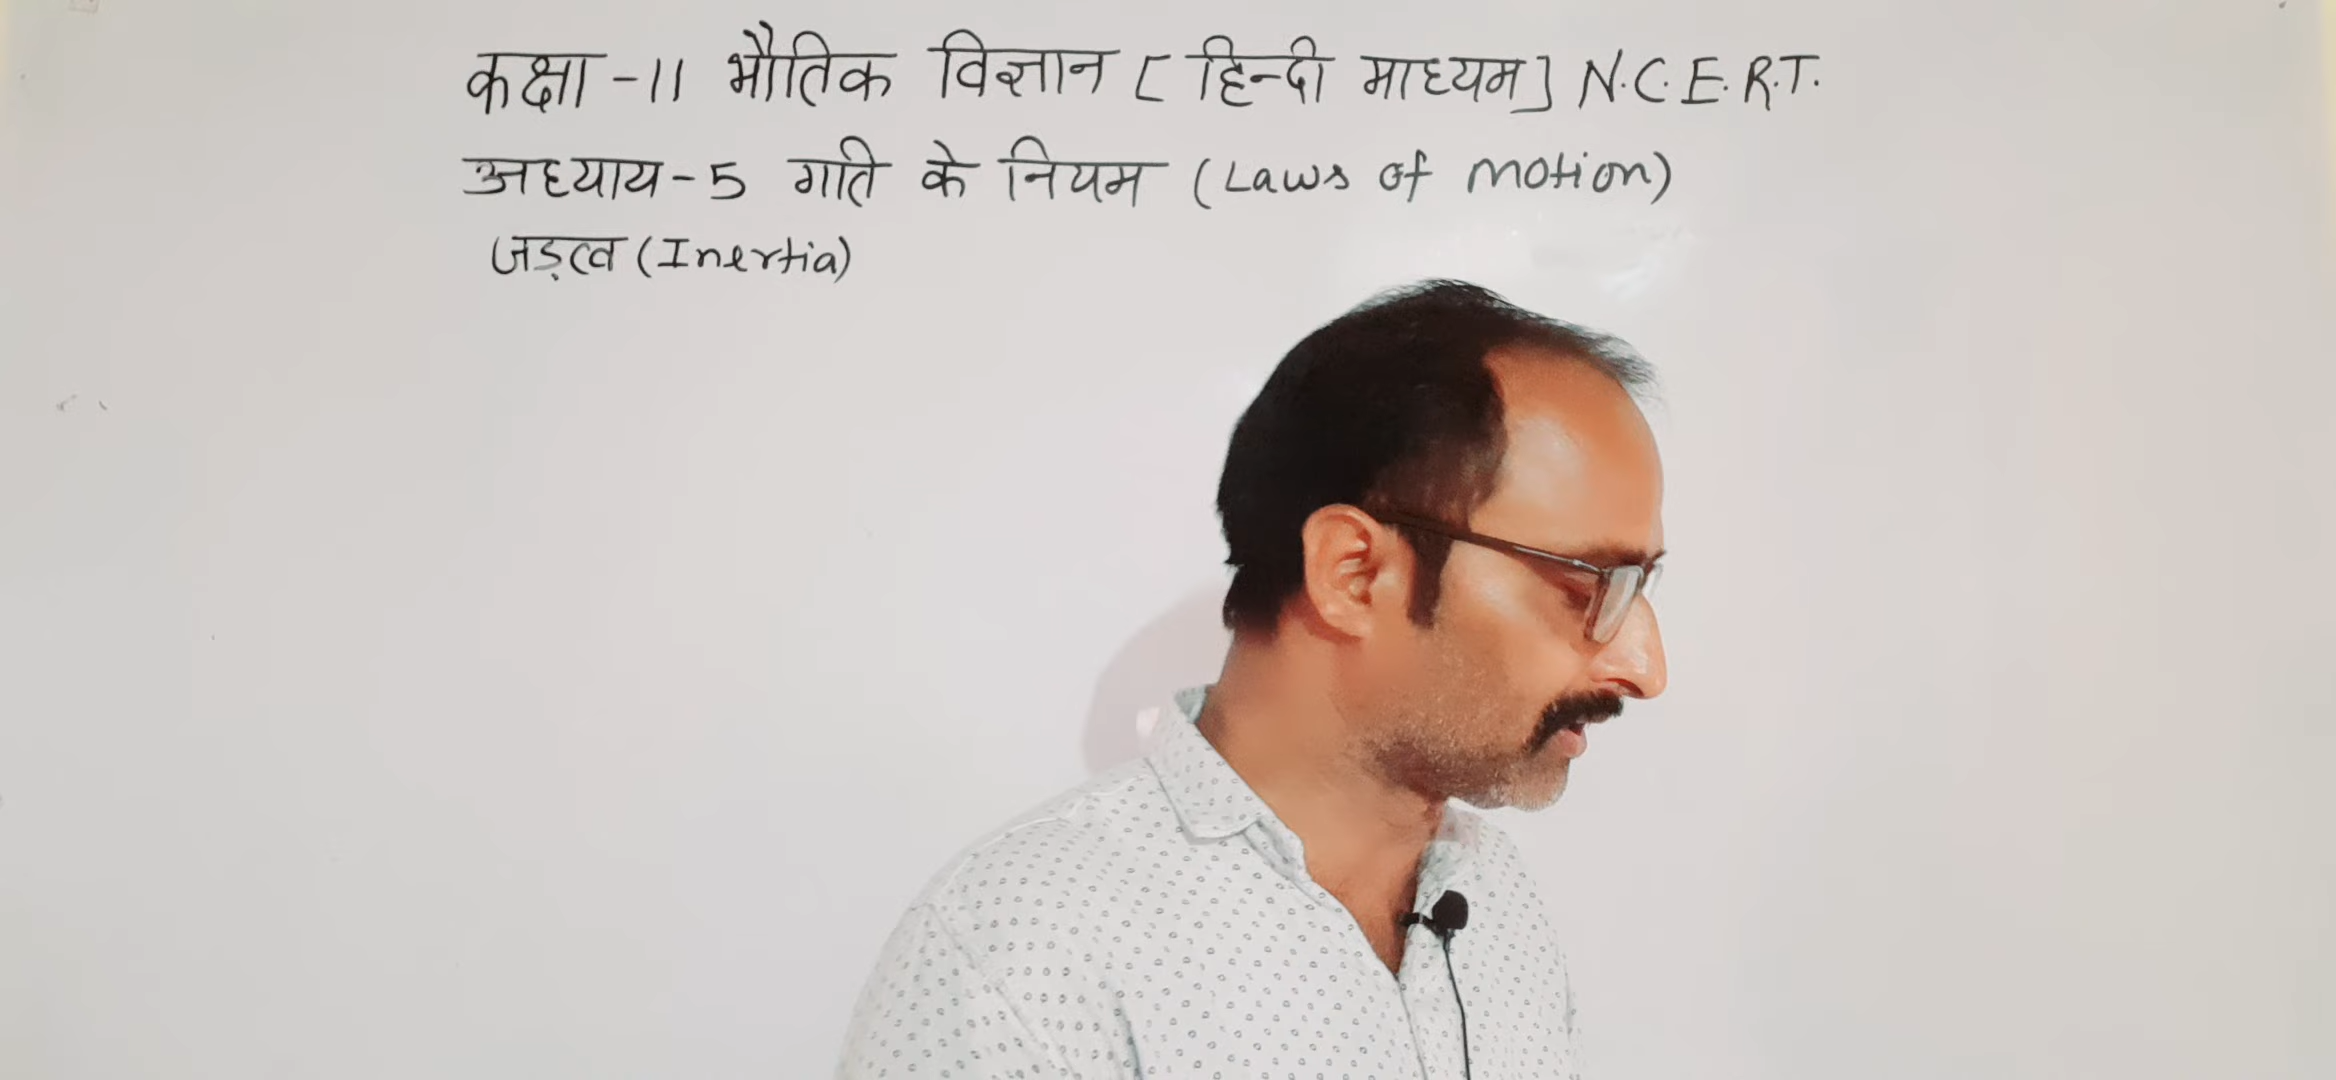 कक्षा -11 भौतिक विज्ञान [ हिन्दी माध्यम] N.C.E.R.T.
अध्याय-5 गति के नियम (Laws of motion)
जड़त्व (Inertia)